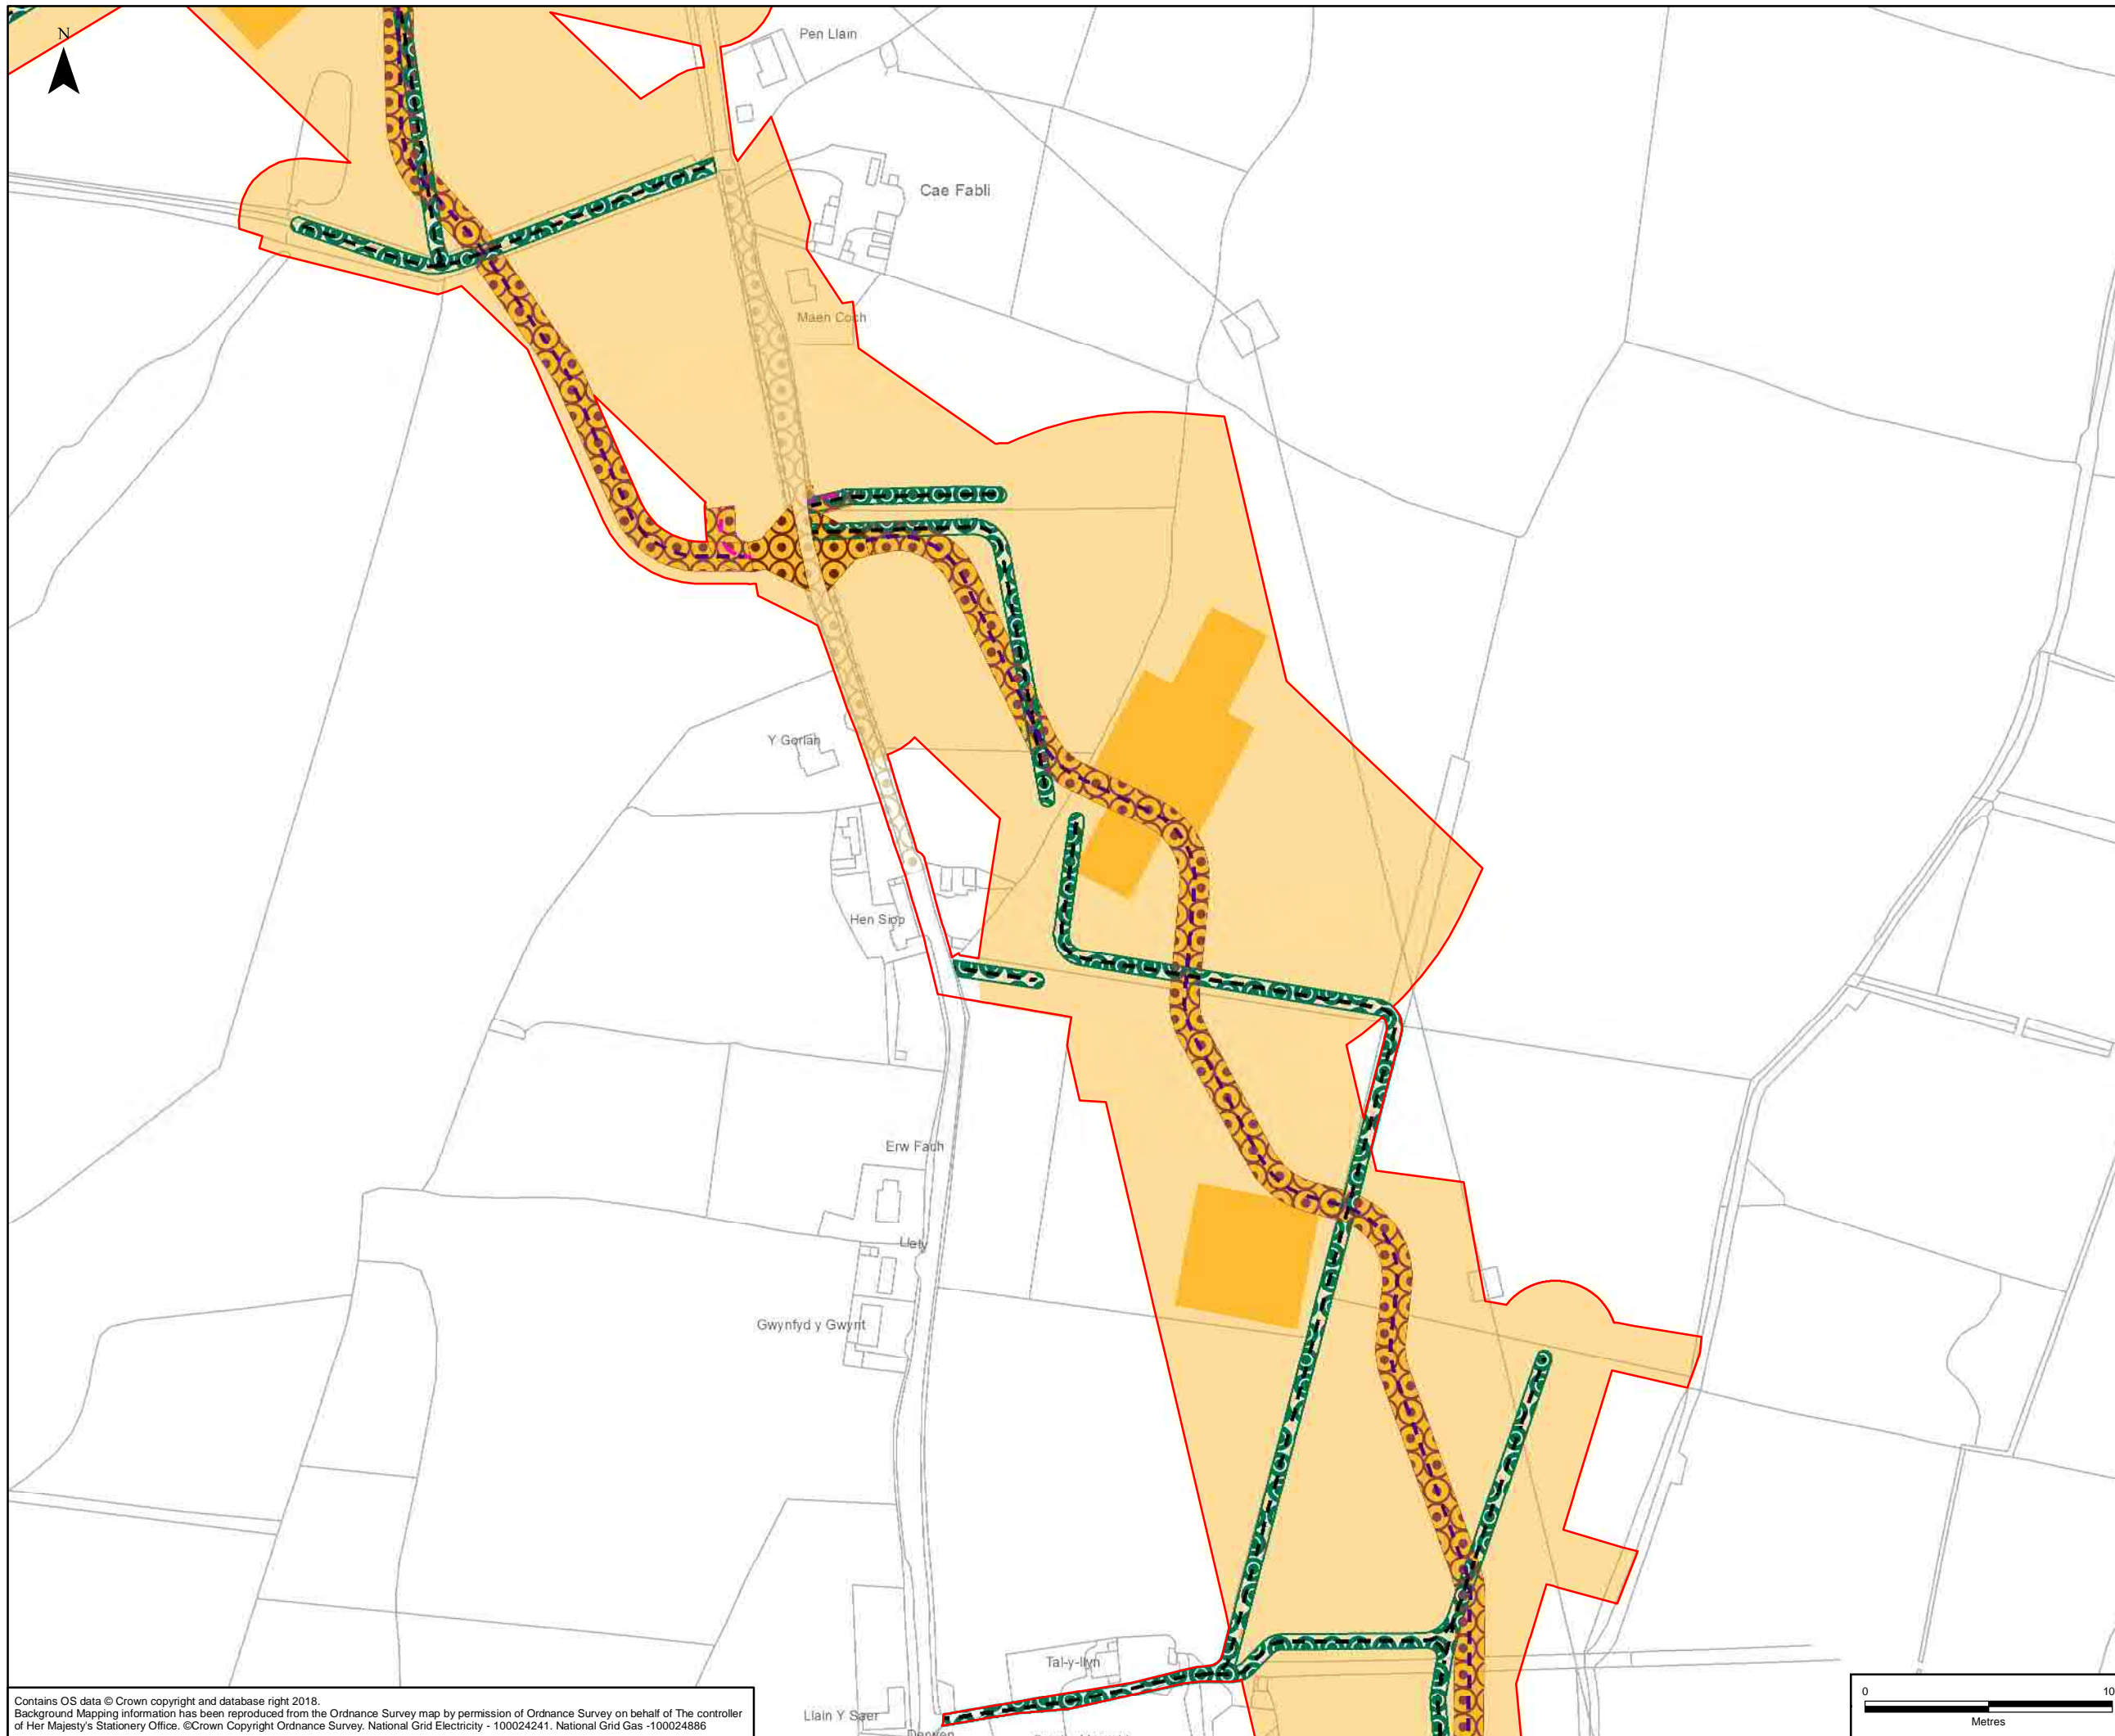 N
Pen Llain
Cae Fabli
Maen Coch
Y Gorlan
Hen Siop
Erw Fach
Llety
Gwynfyd y Gwynt
Tal-y-llyn
Llain Y Saer
Contains OS data © Crown copyright and database right 2018.
Background Mapping information has been reproduced from the Ordnance Survey map by permission of Ordnance Survey on behalf of The controller
of Her Majesty's Stationery Office. ©Crown Copyright Ordnance Survey. National Grid Electricity - 100024241. National Grid Gas -100024886
0 10
Metres